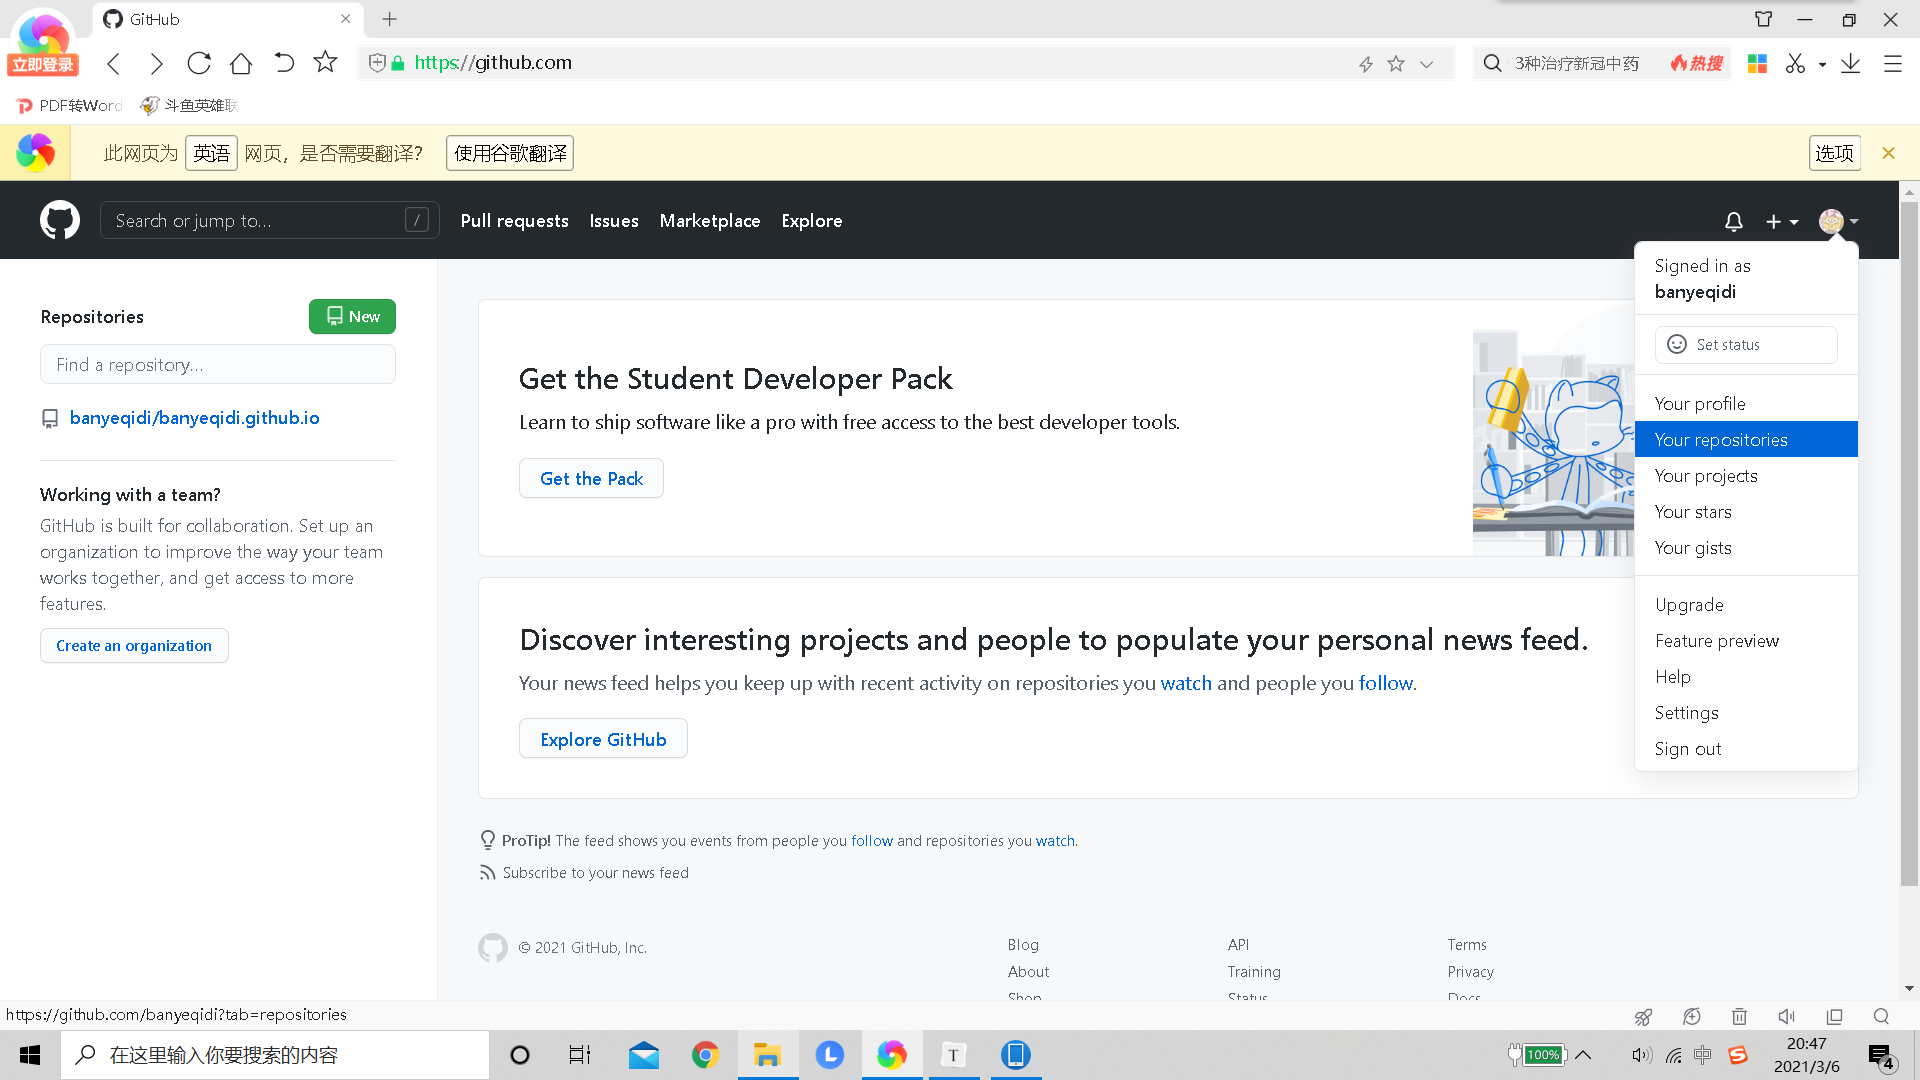 GitHub
立即登录
https://github.com
3种治疗新冠中药
热搜
PDF转Word
斗鱼英雄联
此网页为 英语 网页，是否需要翻译？ 使用谷歌翻译
选项
Search or jump to...
/
Pull requests Issues Marketplace Explore
Signed in as
banyeqidi
Set status
Your profile
Your repositories
Your projects
Your stars
Your gists
Upgrade
Feature preview
Help
Settings
Sign out
Repositories
New
Find a repository...
banyeqidi/banyeqidi.github.io
Working with a team?
GitHub is built for collaboration. Set up an
organization to improve the way your team
works together, and get access to more
features.
Create an organization
Get the Student Developer Pack
Learn to ship software like a pro with free access to the best developer tools.
Get the Pack
Discover interesting projects and people to populate your personal news feed.
Your news feed helps you keep up with recent activity on repositories you watch and people you follow.
Explore GitHub
ProTip! The feed shows you events from people you follow and repositories you watch.
Subscribe to your news feed
© 2021 GitHub, Inc.
Blog
About
Shop
API
Training
Status
Terms
Privacy
Docs
https://github.com/banyeqidi?tab=repositories
在这里输入你要搜索的内容
L
T
100%
中
S
20:47
2021/3/6
4